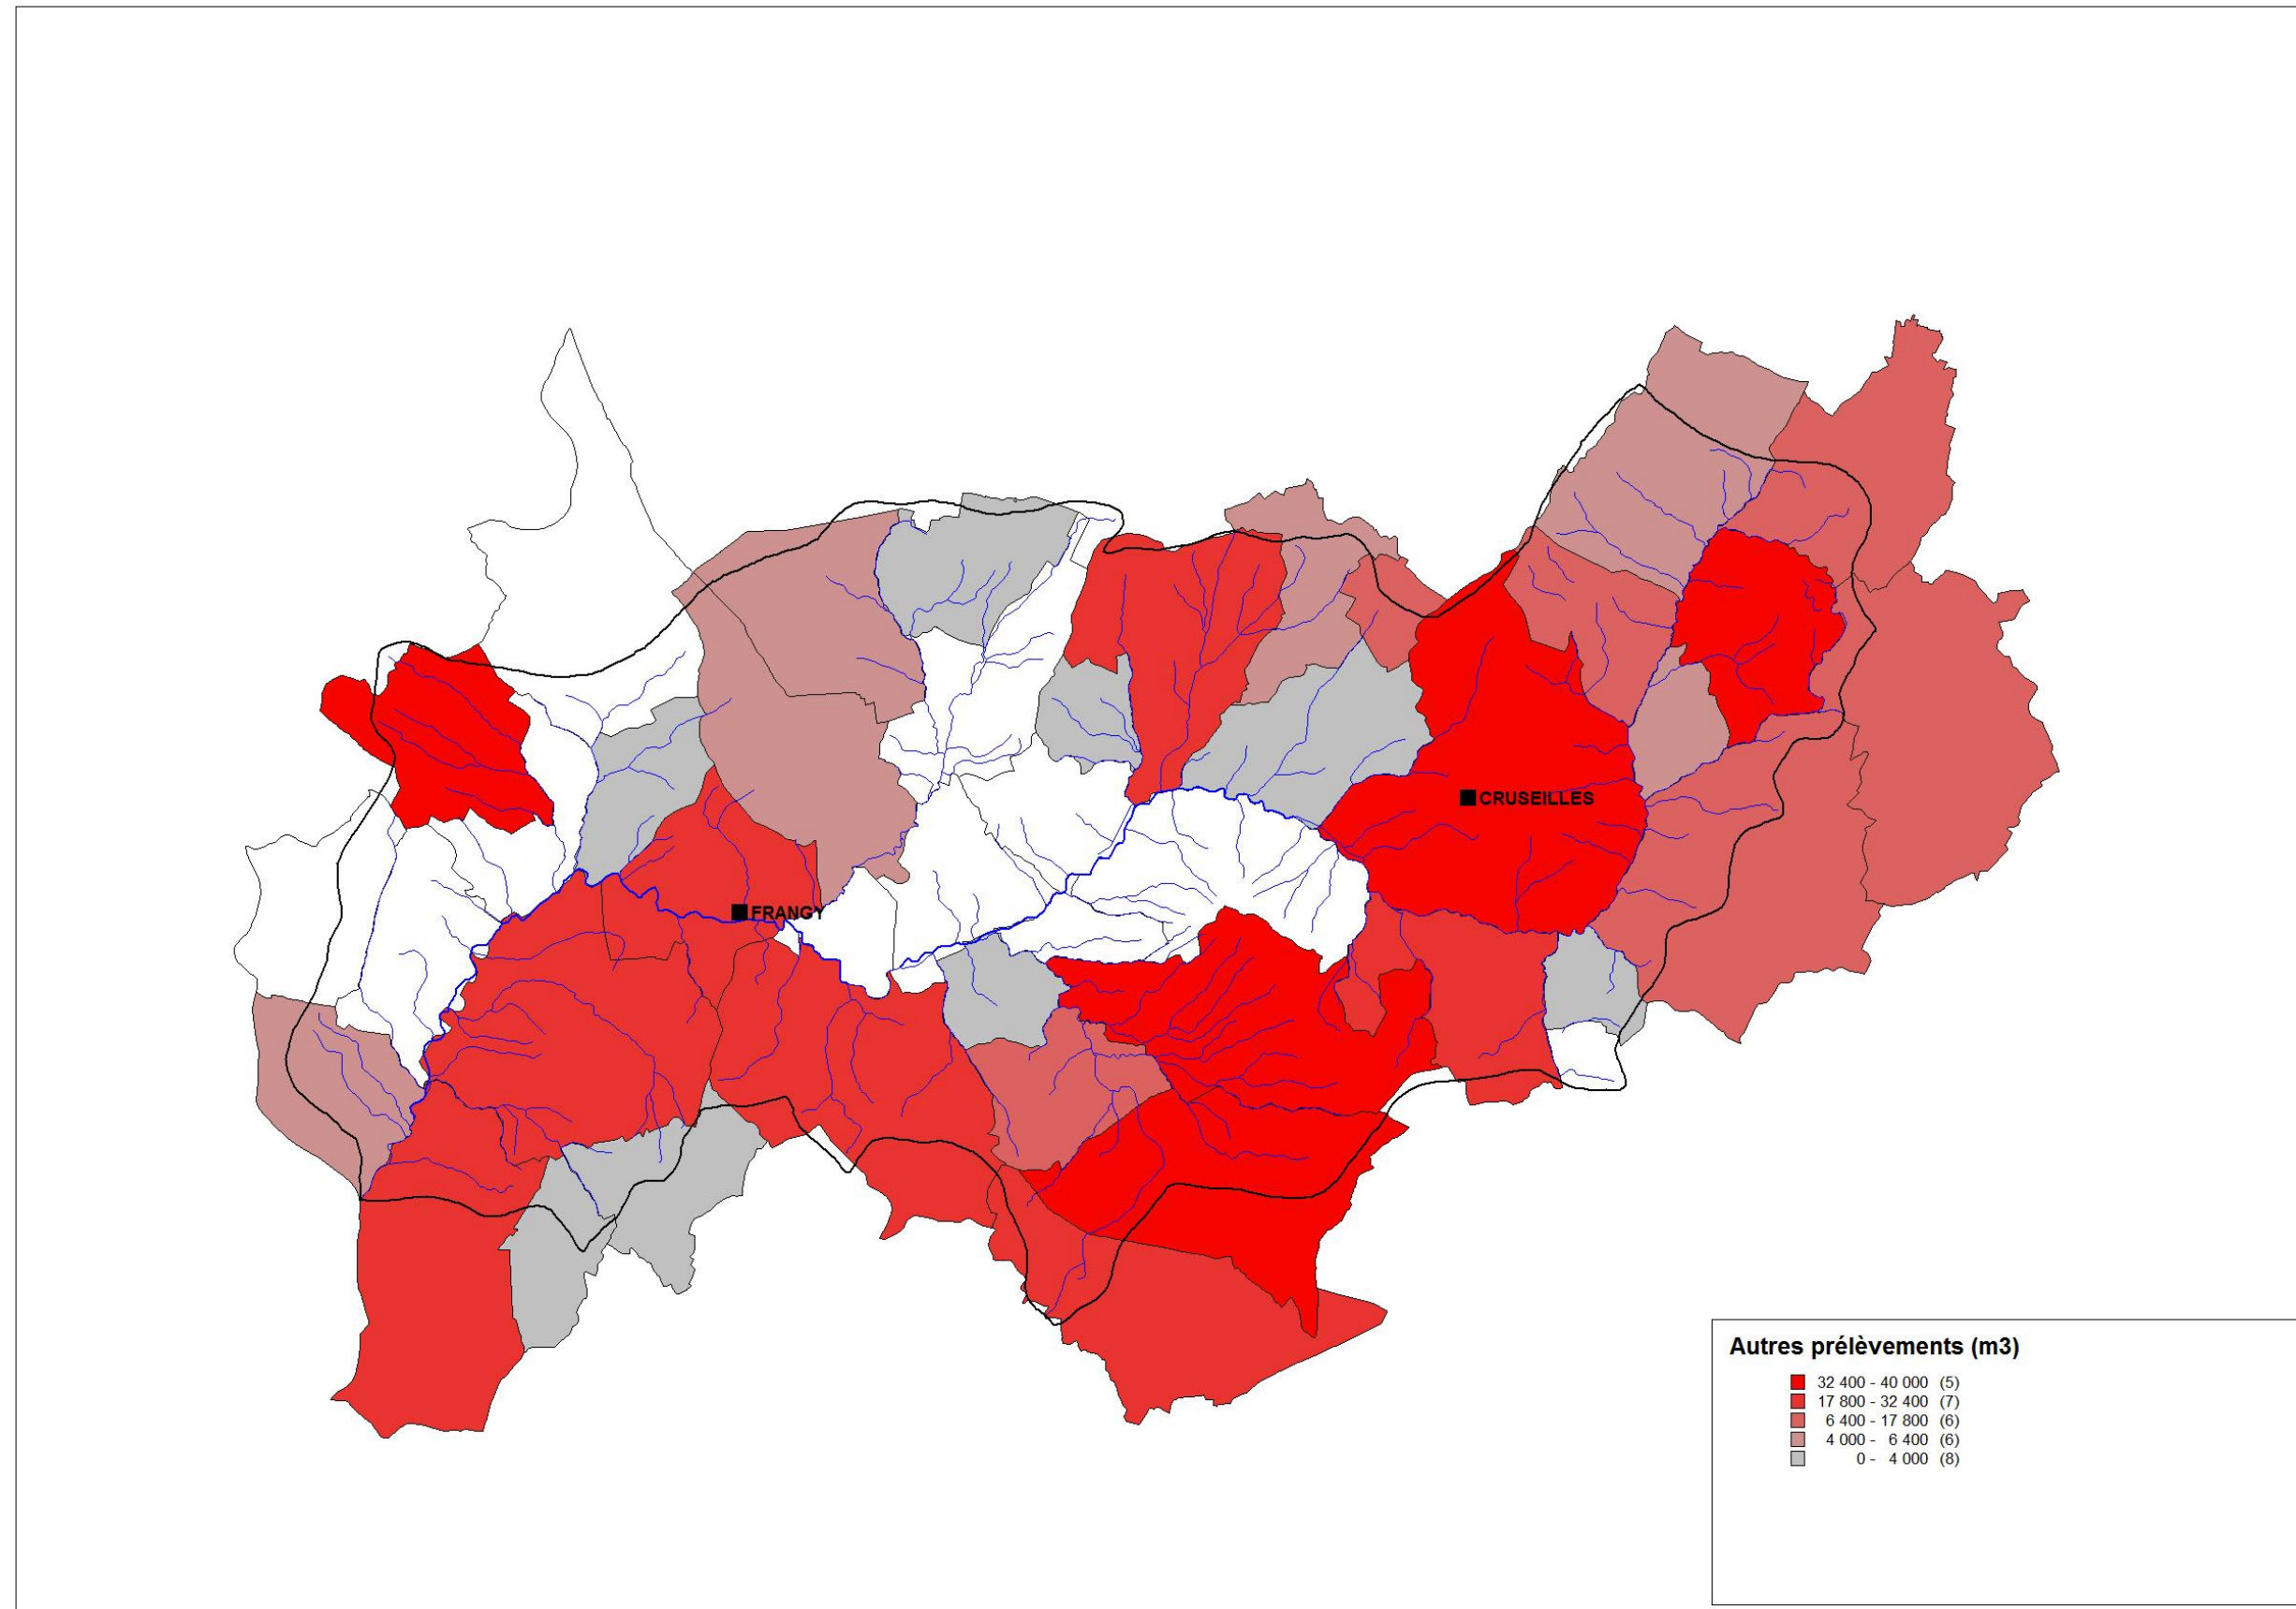 CRUSEILLES
FRANGY
Autres prélèvements (m3)
32 400 - 40 000 (5)
17 800 - 32 400 (7)
6 400 - 17 800 (6)
4 000 - 6 400 (6)
0 - 4 000 (8)